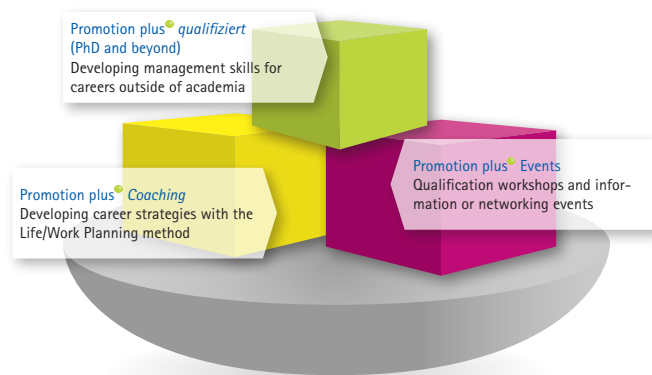 Promotion plus qualifiziert
(PhD and beyond)
Developing management skills for
careers outside of academia
Promotion plus Events
Qualification workshops and infor-
mation or networking events
Promotion plus Coaching
Developing career strategies with the
Life/Work Planning method